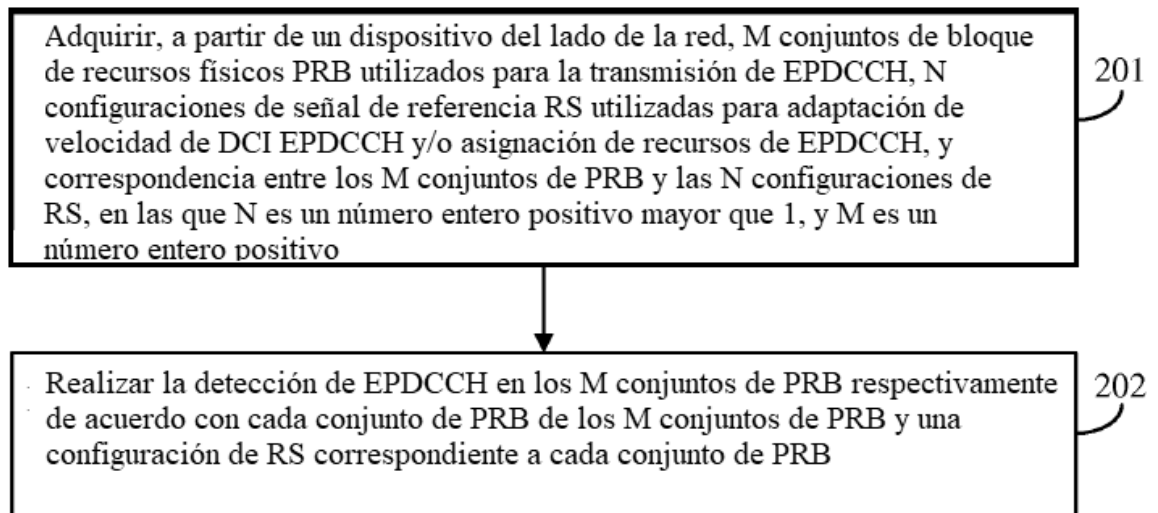 Adquirir, a partir de un dispositivo del lado de la red, M conjuntos de bloque
de recursos físicos PRB utilizados para la transmisión de EPDCCH, N
configuraciones de señal de referencia RS utilizadas para adaptación de
velocidad de DCI EPDCCH y/o asignación de recursos de EPDCCH, y
correspondencia entre los M conjuntos de PRB y las N configuraciones de
RS, en las que N es un número entero positivo mayor que 1, y M es un
número entero positivo
201
Realizar la detección de EPDCCH en los M conjuntos de PRB respectivamente
de acuerdo con cada conjunto de PRB de los M conjuntos de PRB y una
configuración de RS correspondiente a cada conjunto de PRB
202